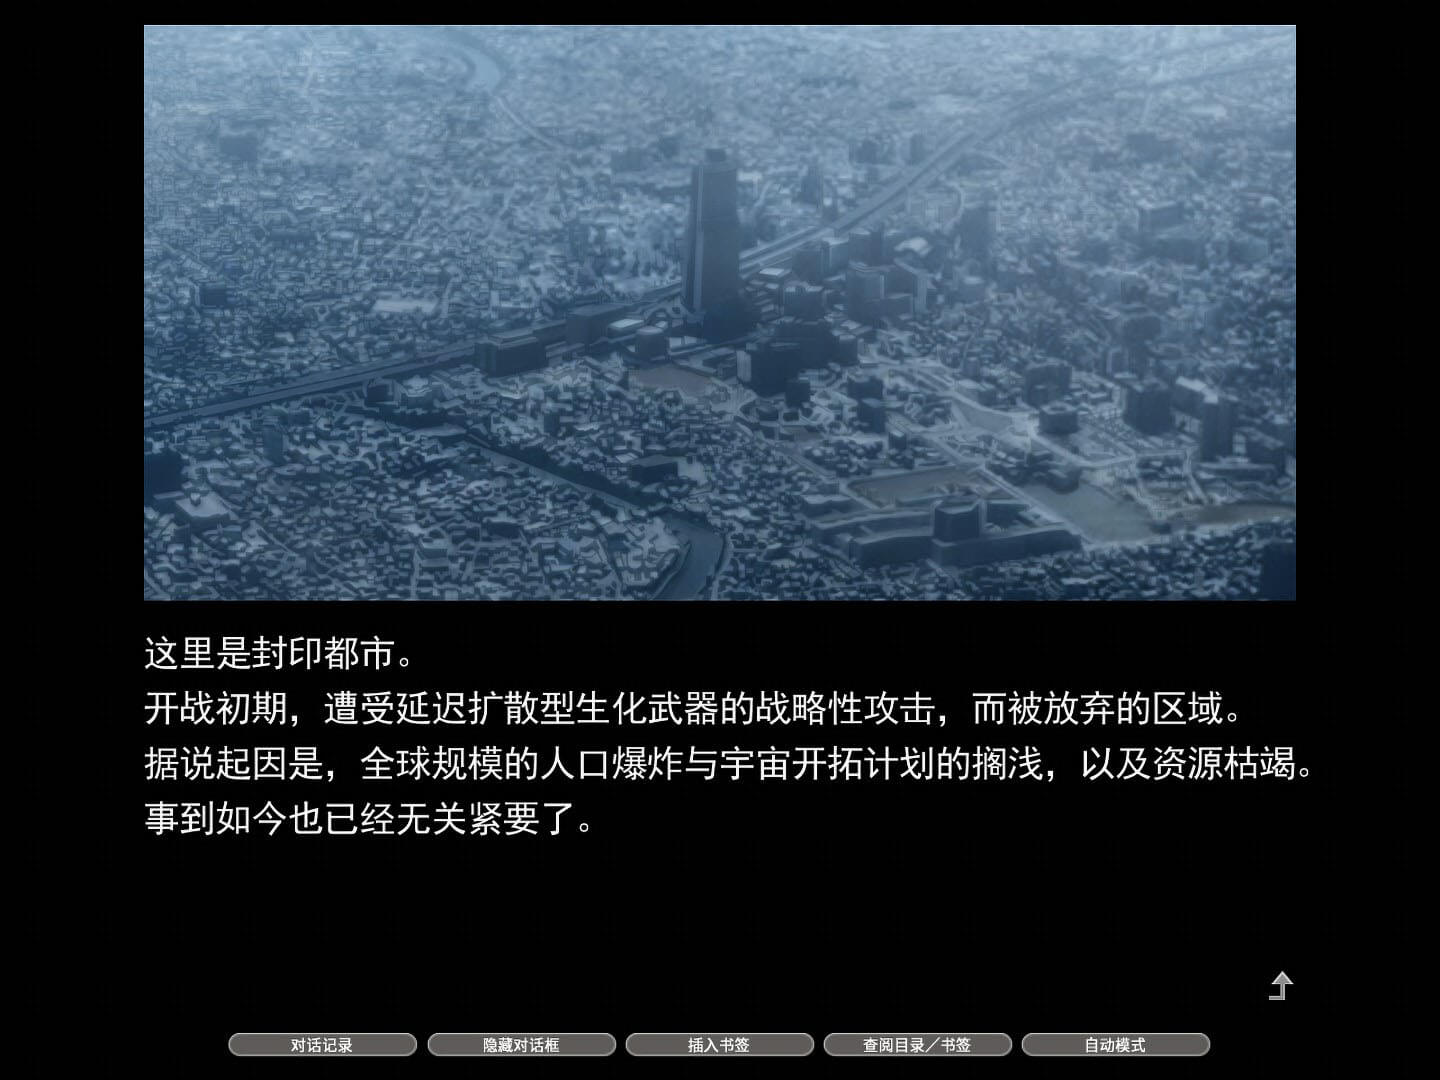 这里是封印都市。
开战初期，遭受延迟扩散型生化武器的战略性攻击，而被放弃的区域。
据说起因是，全球规模的人口爆炸与宇宙开拓计划的搁浅，以及资源枯竭。
事到如今也已经无关紧要了。
对话记录
隐藏对话框
插入书签
查阅目录／书签
自动模式